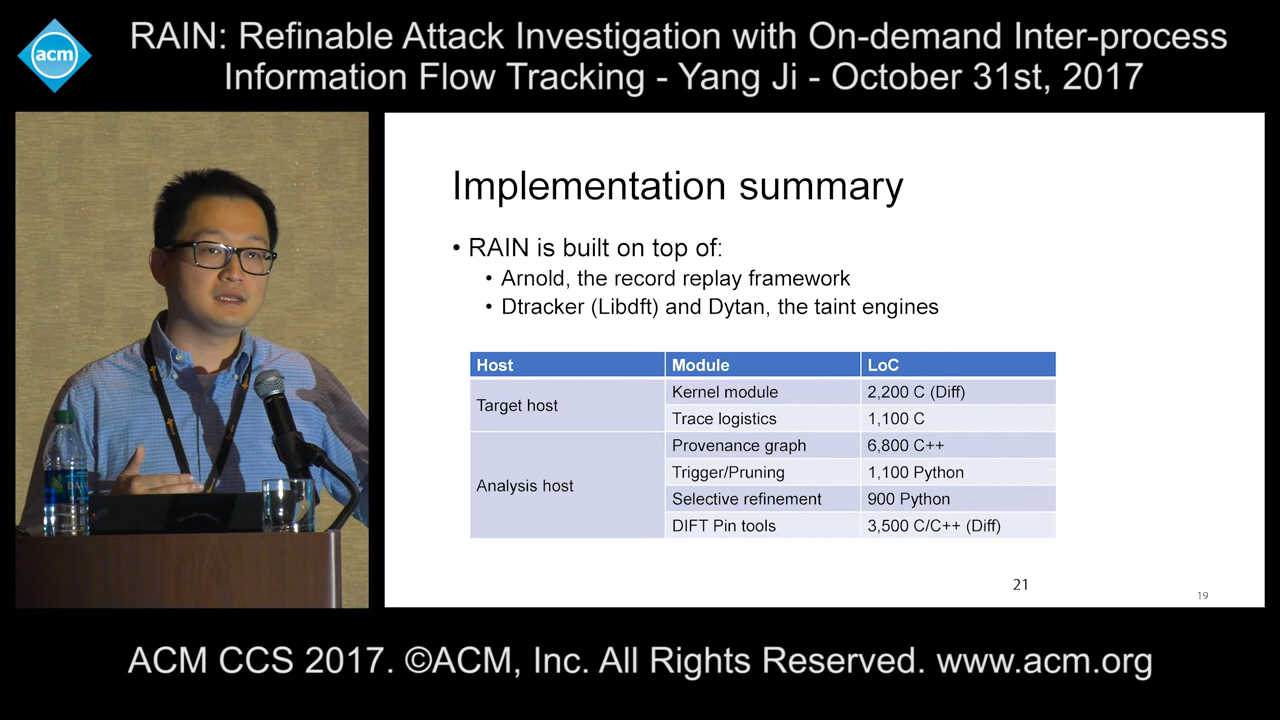 acm
RAIN: Refinable Attack Investigation with On-demand Inter-process
Information Flow Tracking - Yang Ji - October 31st, 2017
Implementation summary
• RAIN is built on top of:
• Arnold, the record replay framework
• Dtracker (Libdft) and Dytan, the taint engines
Host Module LoC
Target host
Kernel module 2,200 C (Diff)
Trace logistics 1,100 C
Analysis host
Provenance graph 6,800 C++
Trigger/Pruning 1,100 Python
Selective refinement 900 Python
DIFT Pin tools 3,500 C/C++ (Diff)
21
19
ACM CCS 2017. ©ACM, Inc. All Rights Reserved. www.acm.org